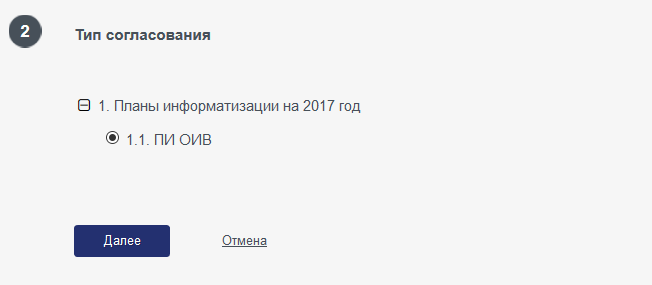 2
Тип согласования
1. Планы информатизации на 2017 год
1.1. ПИ ОИВ
Далее Отмена